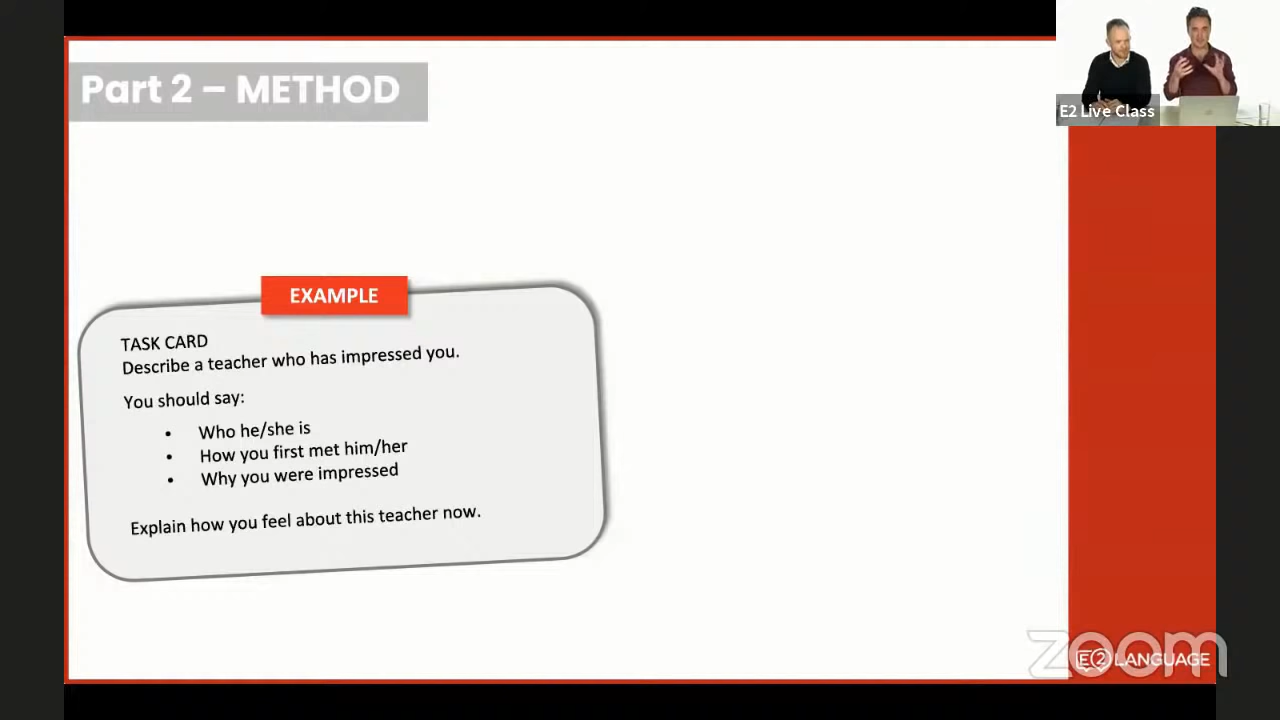 Part 2 – METHOD
E2 Live Class
EXAMPLE
TASK CARD
Describe a teacher who has impressed you.
You should say:
• Who he/she is
• How you first met him/her
• Why you were impressed
Explain how you feel about this teacher now.
zoom
E2 LANGUAGE